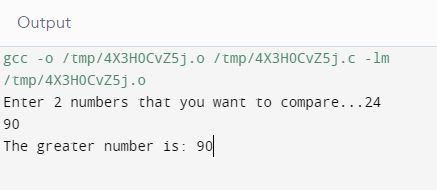 Output
gcc -o /tmp/4X3HOCvZ5j.o /tmp/4X3HOCvZ5j.c -lm
/tmp/4X3HOCvZ5j.o
Enter 2 numbers that you want to compare...24
90
The greater number is: 90